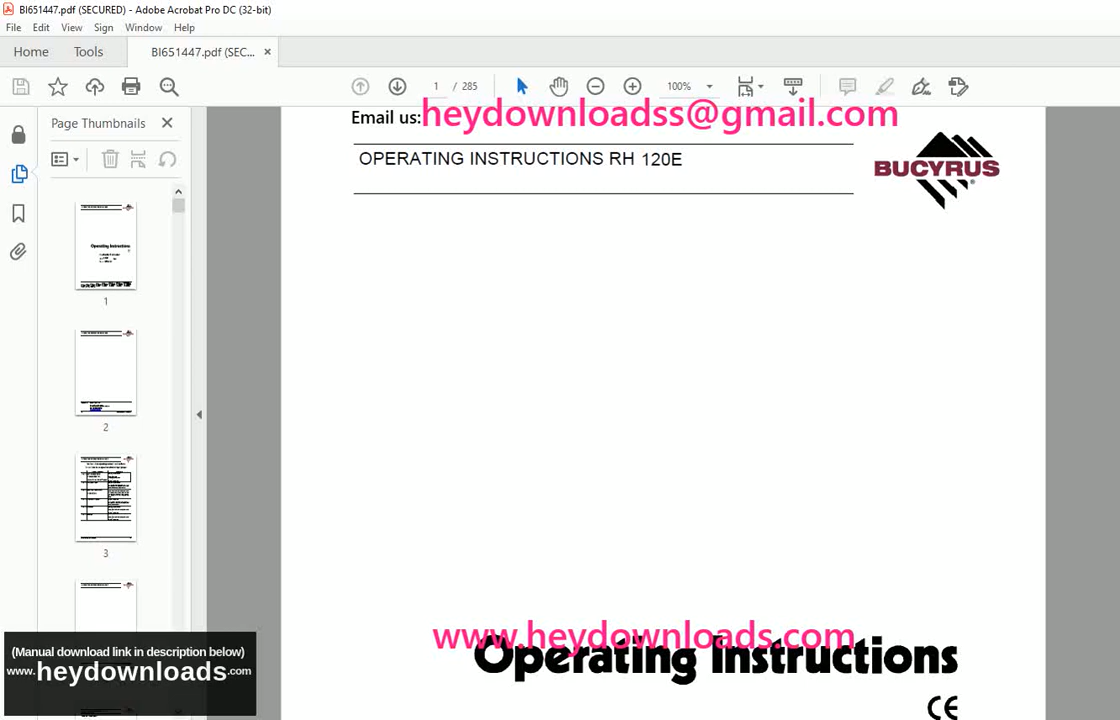 BI651447.pdf (SECURED) - Adobe Acrobat Pro DC (32-bit)
File Edit View Sign Window Help
Home Tools BI651447.pdf (SEC... ×
1 / 285 100%
Page Thumbnails ×
Email us: heydownloadss@gmail.com
OPERATING INSTRUCTIONS RH 120E
BUCYRUS
Operating Instructions
1
2
3
www.heydownloads.com
Operating Instructions
CE
(Manual download link in description below)
www.heydownloads.com